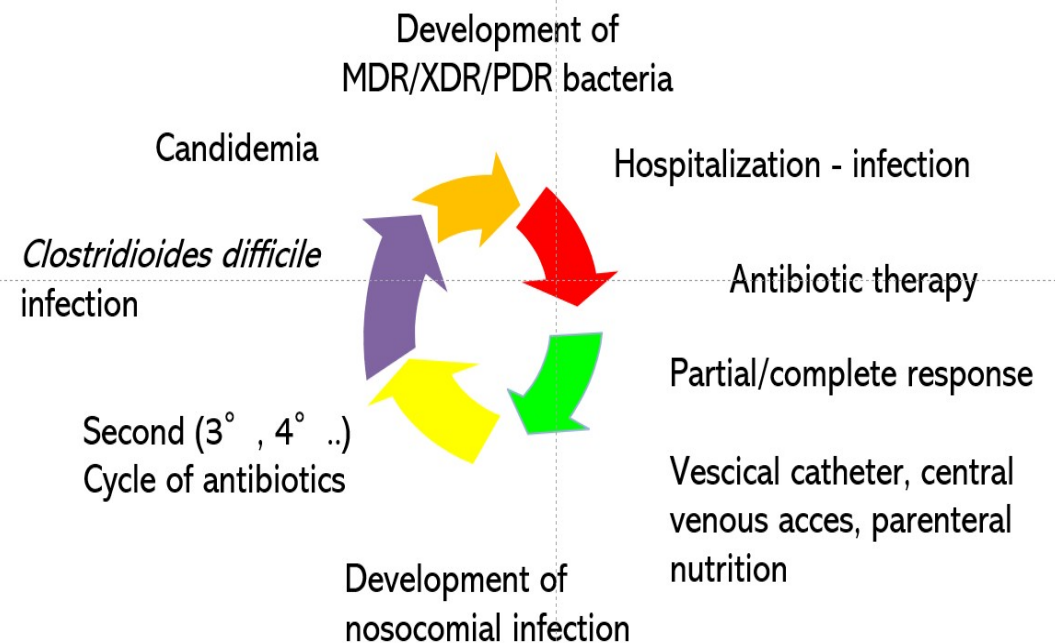 Development of
MDR/XDR/PDR bacteria
Hospitalization - infection
Antibiotic therapy
Partial/complete response
Vescical catheter, central
venous acces, parenteral
nutrition
Development of
nosocomial infection
Second (3° , 4° ..)
Cycle of antibiotics
Clostridioides difficile
infection
Candidemia